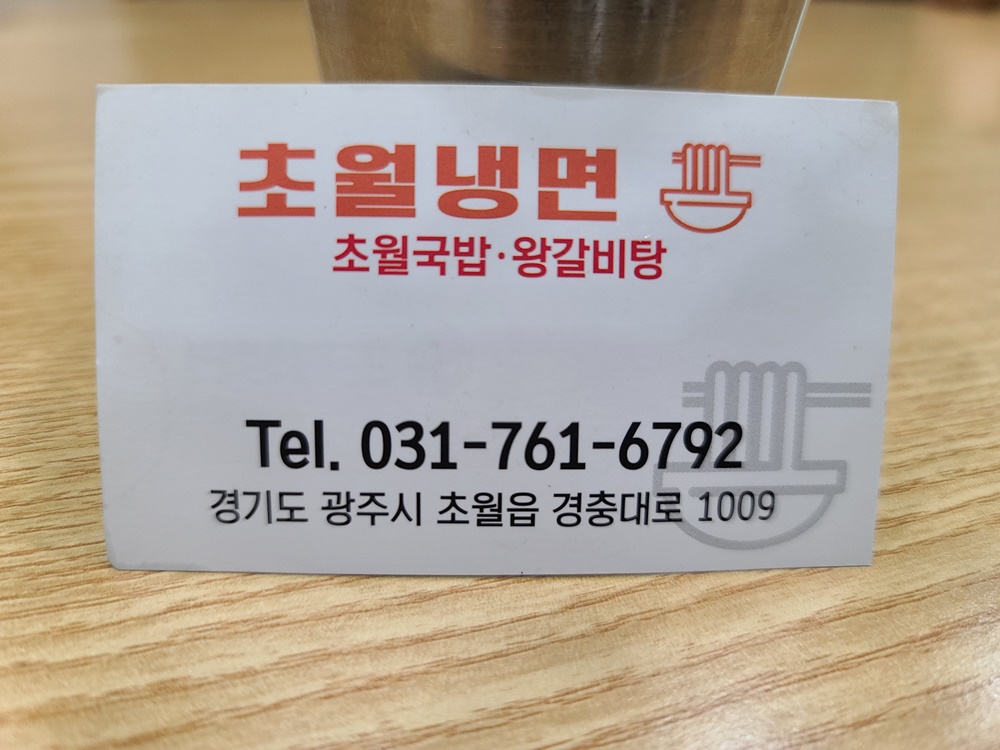 초월냉면
초월국밥·왕갈비탕
Tel. 031-761-6792
경기도 광주시 초월읍 경충대로 1009